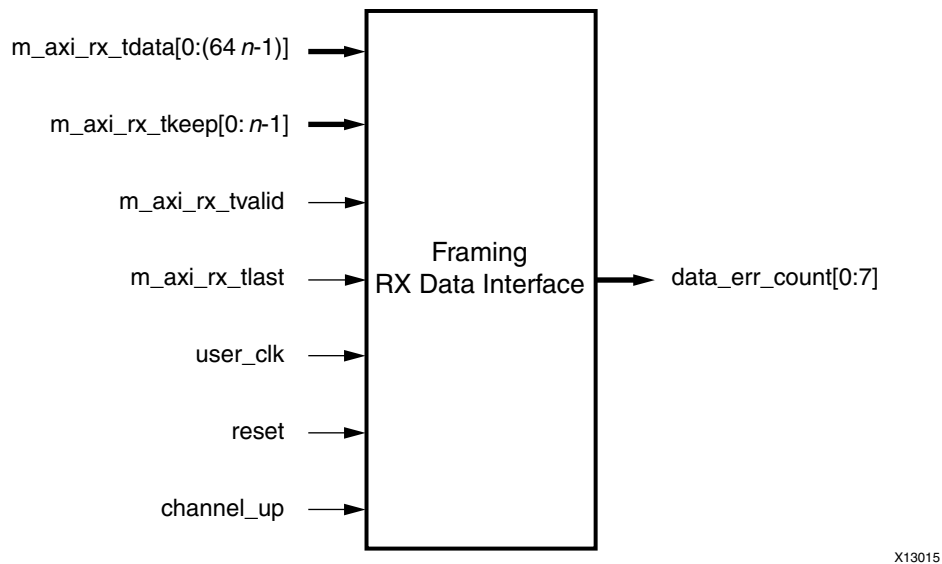 m_axi_rx_tdata[0:(64 n-1)]
m_axi_rx_tkeep[0: n-1]
m_axi_rx_tvalid
m_axi_rx_tlast
user_clk
reset
channel_up
Framing
RX Data Interface
data_err_count[0:7]
X13015